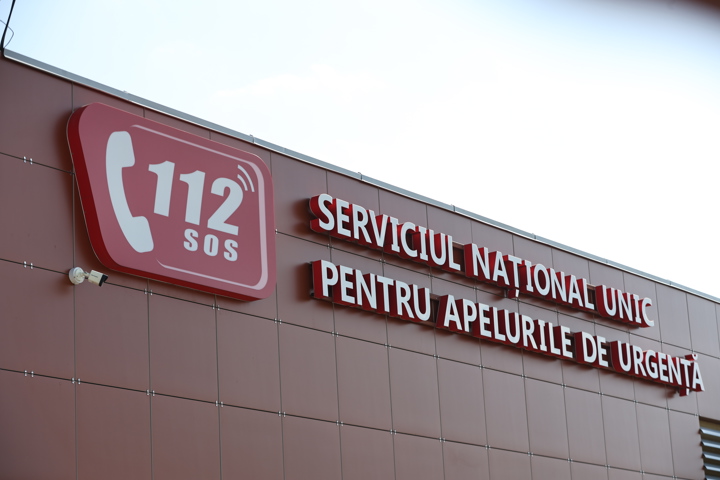 112
SOS
SERVICIUL NAȚIONAL UNIC
PENTRU APELURILE DE URGENȚĂ